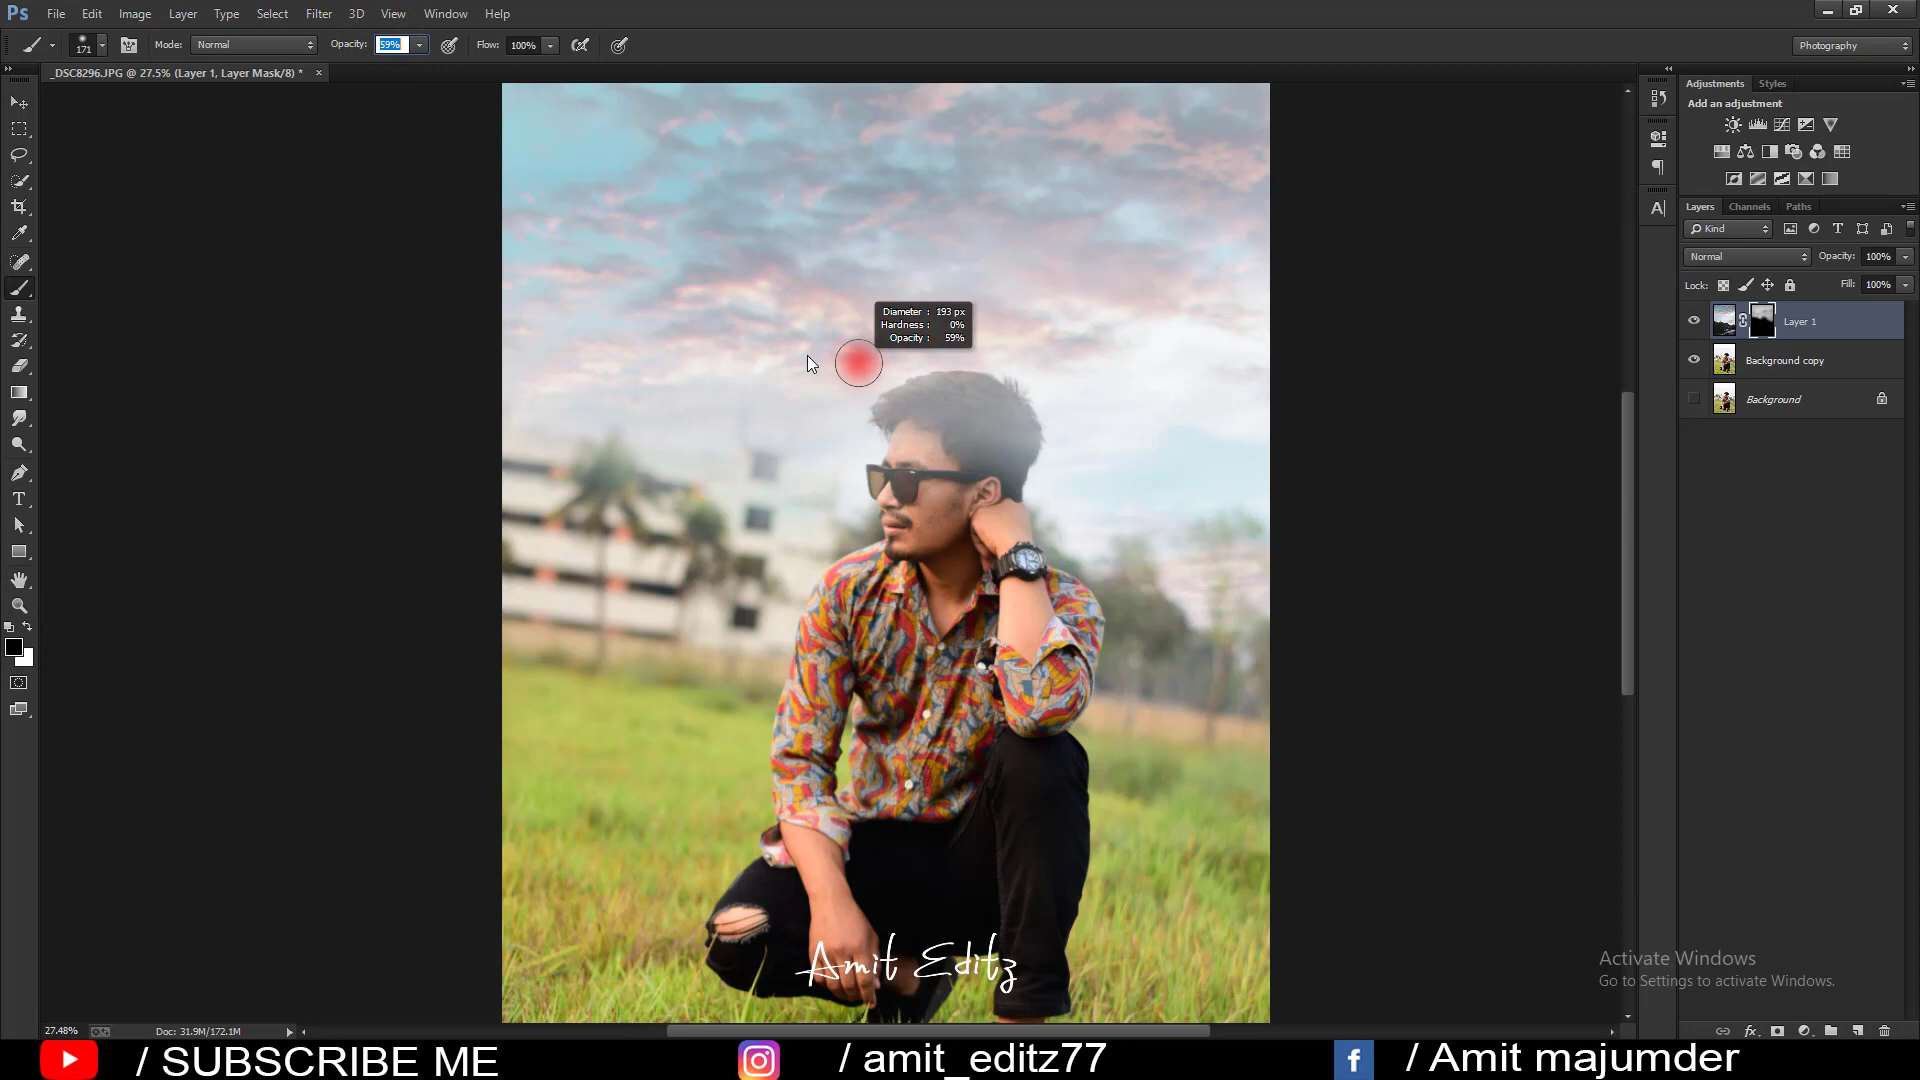 Ps File Edit Image Layer Type Select Filter 3D View Window Help
171 Mode: Normal Opacity: 59% Flow: 100% Photography
_DSC8296.JPG @ 27.5% (Layer 1, Layer Mask/8) * ×
Adjustments Styles
Add an adjustment
Layers Channels Paths
Kind
Normal Opacity: 100%
Lock: Fill: 100%
Layer 1
Background copy
Background
Diameter : 193 px
Hardness : 0%
Opacity : 59%
Amit Editz
Activate Windows
Go to Settings to activate Windows.
27.48% Doc: 31.9M/172.1M
/ SUBSCRIBE ME / amit_editz77 / Amit majumder